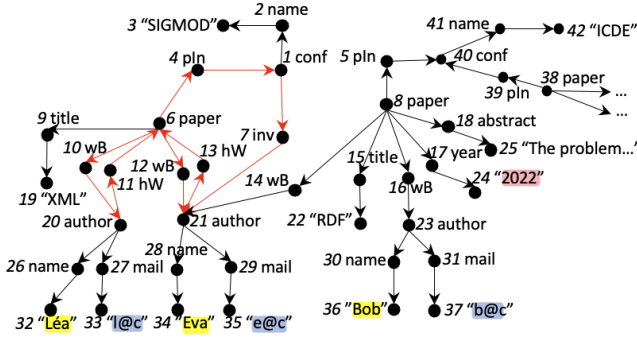 2 name
41 name
3 “SIGMOD”
42 “ICDE”
4 pIn
1 conf
5 pIn
40 conf
39 pIn
38 paper
...
...
9 title
6 paper
7 inv
8 paper
18 abstract
25 “The problem...”
10 wB
13 hW
12 wB
11 hW
14 wB
15 title
16 wB
17 year
24 “2022”
19 “XML”
20 author
21 author
22 “RDF”
23 author
26 name
27 mail
28 name
29 mail
30 name
31 mail
32 “Léa”
33 “l@c”
34 “Eva”
35 “e@c”
36 “Bob”
37 “b@c”